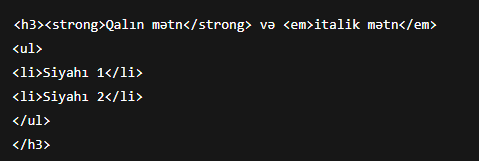 <h3><strong>Qalın mətn</strong> və <em>italik mətn</em>
<ul>
<li>Siyahı 1</li>
<li>Siyahı 2</li>
</ul>
</h3>